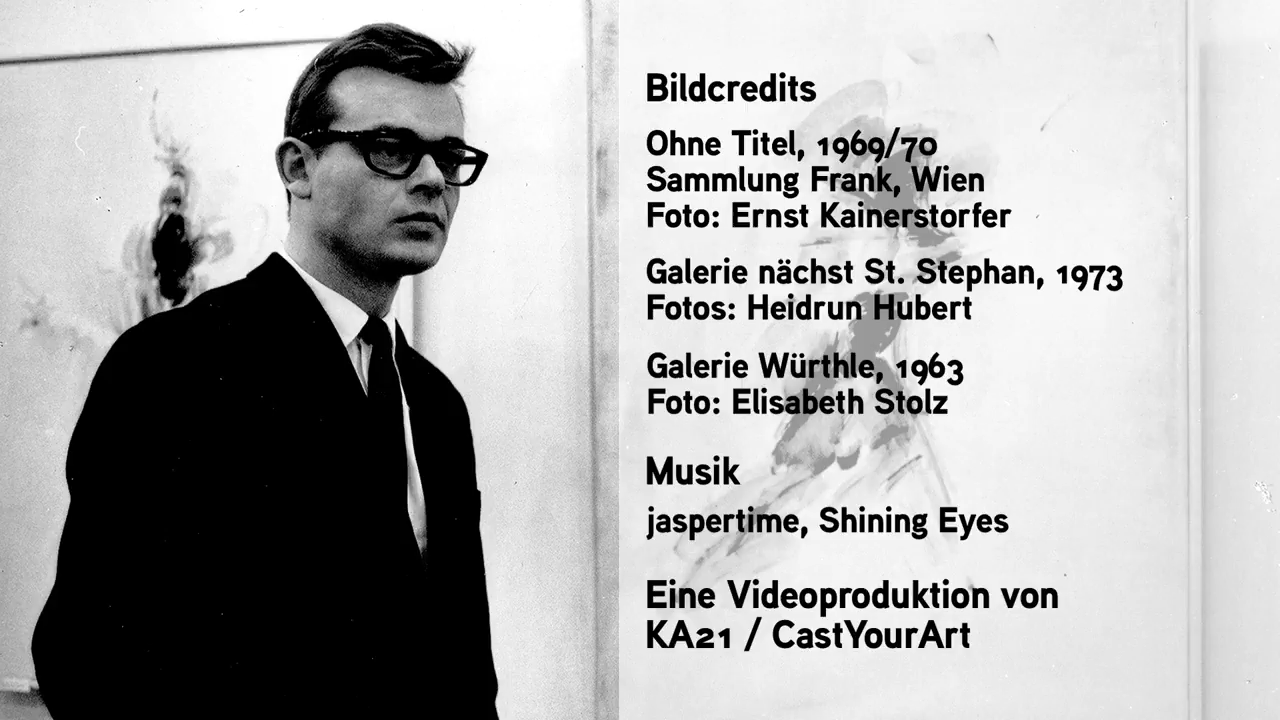 Bildcredits
Ohne Titel, 1969/70
Sammlung Frank, Wien
Foto: Ernst Kainerstorfer
Galerie nächst St. Stephan, 1973
Fotos: Heidrun Hubert
Galerie Würthle, 1963
Foto: Elisabeth Stolz
Musik
jaspertime, Shining Eyes
Eine Videoproduktion von
KA21 / CastYourArt